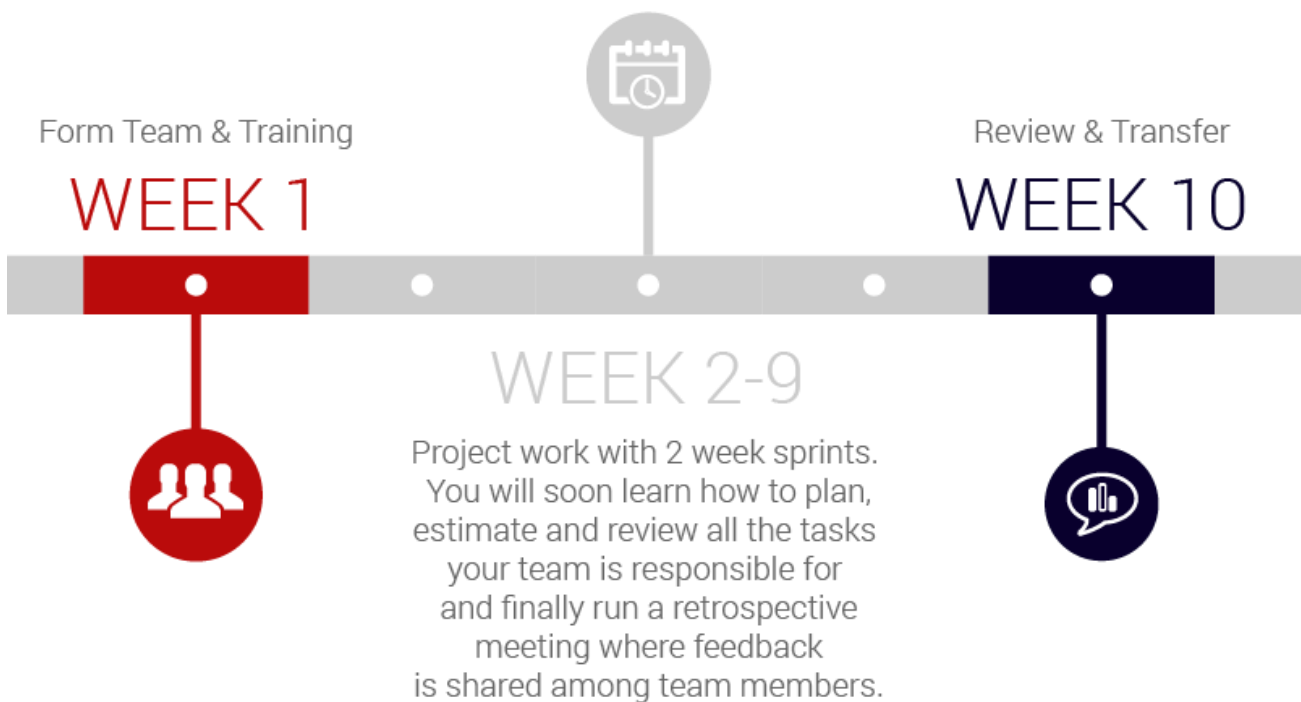 Form Team & Training
WEEK 1
Review & Transfer
WEEK 10
WEEK 2-9
Project work with 2 week sprints.
You will soon learn how to plan,
estimate and review all the tasks
your team is responsible for
and finally run a retrospective
meeting where feedback
is shared among team members.